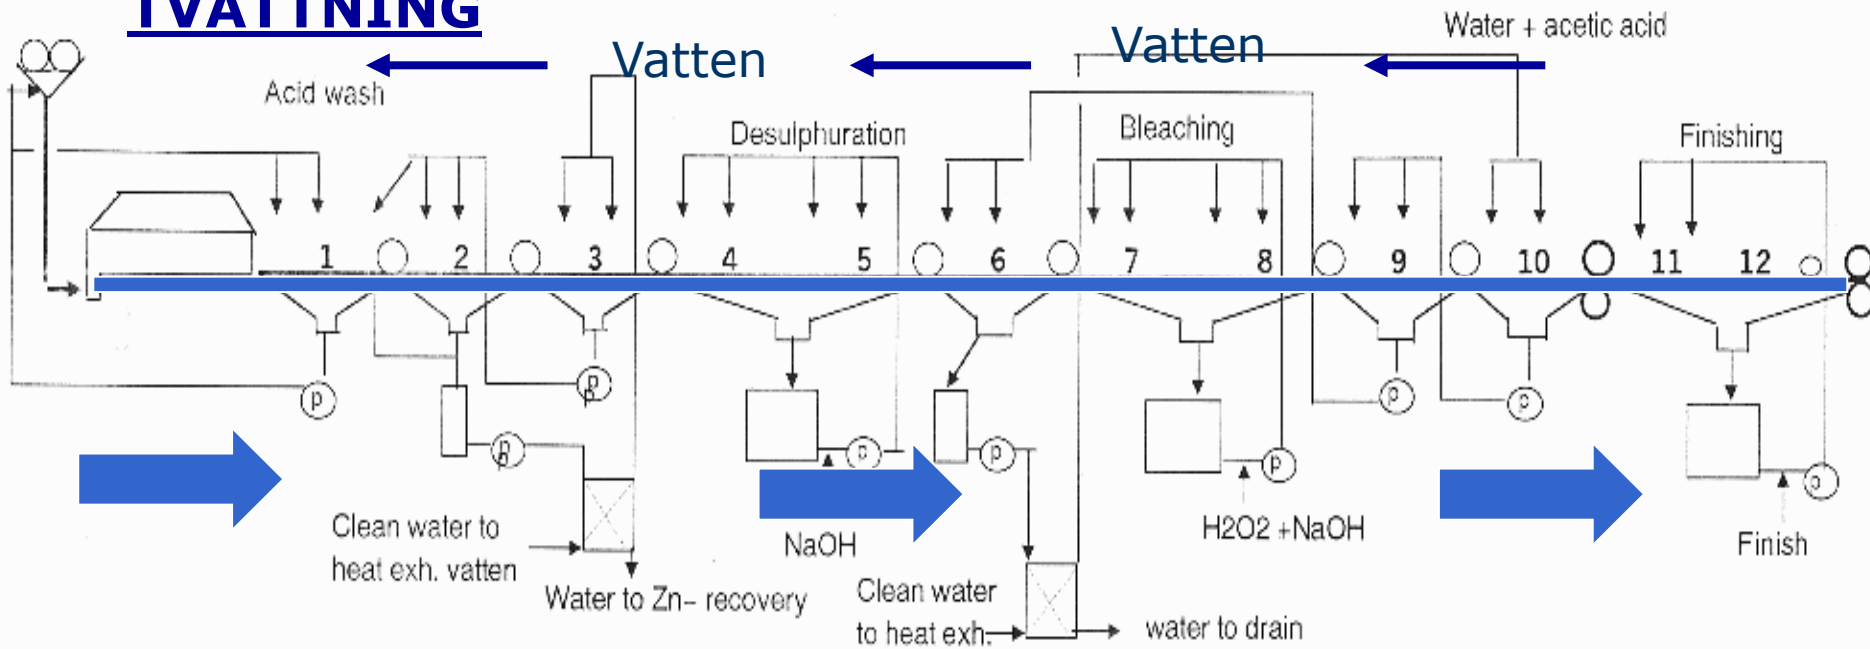 TVÄTTNING
Vatten
Vatten
Water + acetic acid
Acid wash
Desulphuration
Bleaching
Finishing
1 2 3 4 5 6 7 8 9 10 11 12
p
p
p
p
p
p
p
p
p
Clean water to
heat exh. vatten
Water to Zn- recovery
NaOH
Clean water
to heat exh.
water to drain
H2O2 +NaOH
Finish